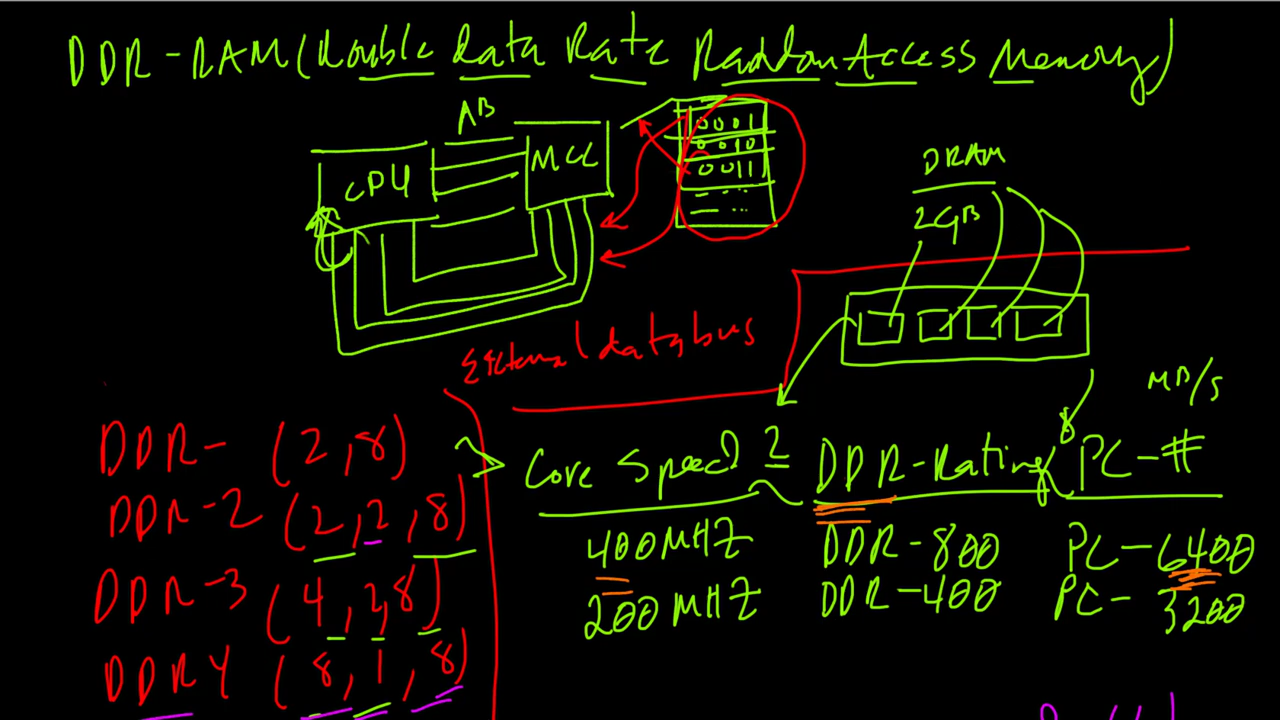 DDR-RAM(Double Data Rate Random Access Memory)
AB
CPU
MCC
0001
0010
0011
DRAM
2GB
External data bus
MB/S
DDR- (2,8)
Core Speed 2 DDR-Rating 8 PC-#
DDR-2 (2,2,8)
400MHZ DDR-800 PC-6400
DDR-3 (4,2,8)
200MHZ DDR-400 PC-3200
DDR4 (8,1,8)